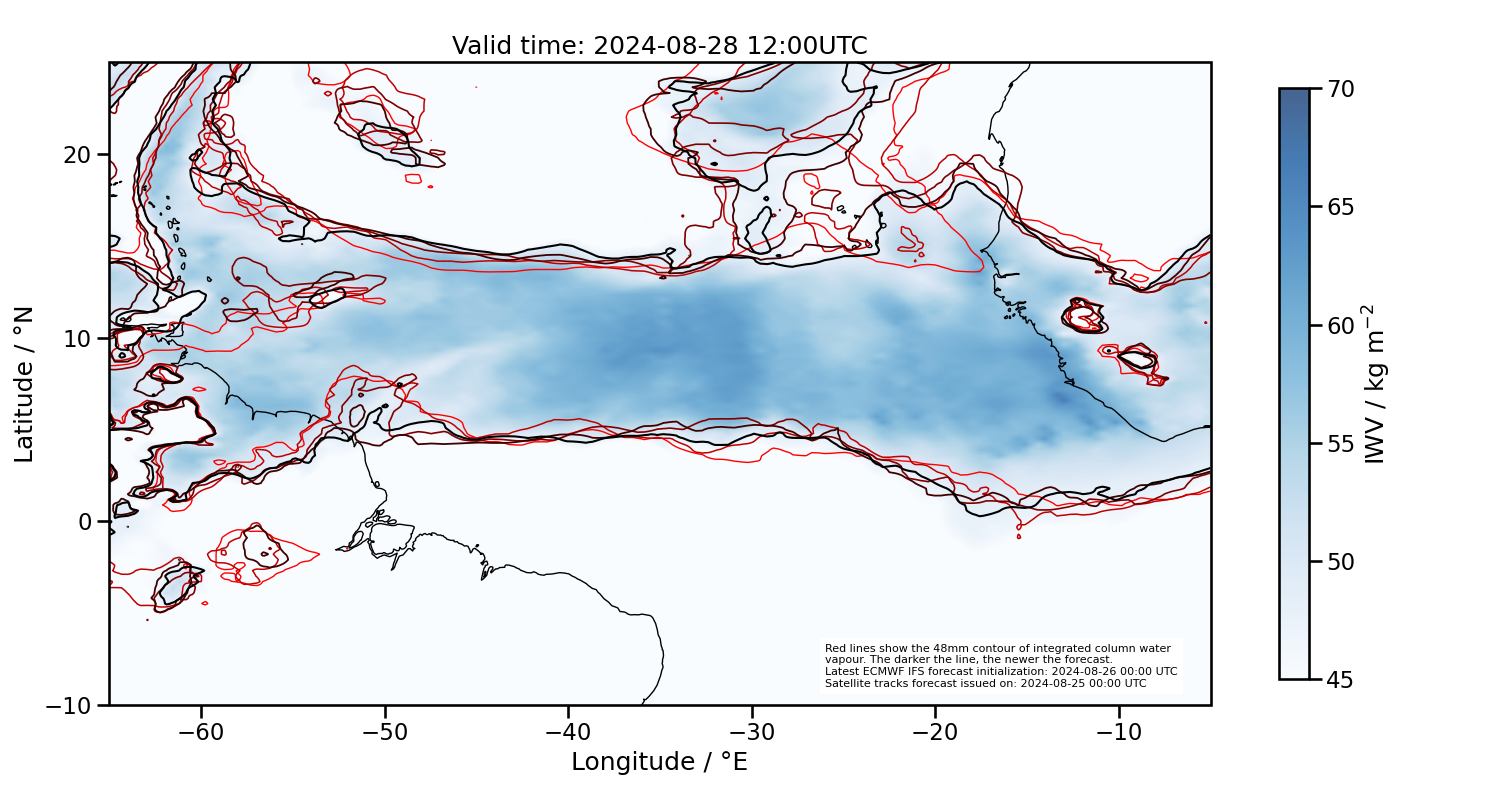 Valid time: 2024-08-28 12:00UTC
Latitude / °N
20
10
0
−10
−60
−50
−40
−30
−20
−10
Longitude / °E
Red lines show the 48mm contour of integrated column water
vapour. The darker the line, the newer the forecast.
Latest ECMWF IFS forecast initialization: 2024-08-26 00:00 UTC
Satellite tracks forecast issued on: 2024-08-25 00:00 UTC
70
65
60
55
50
45
IWV / kg m⁻²